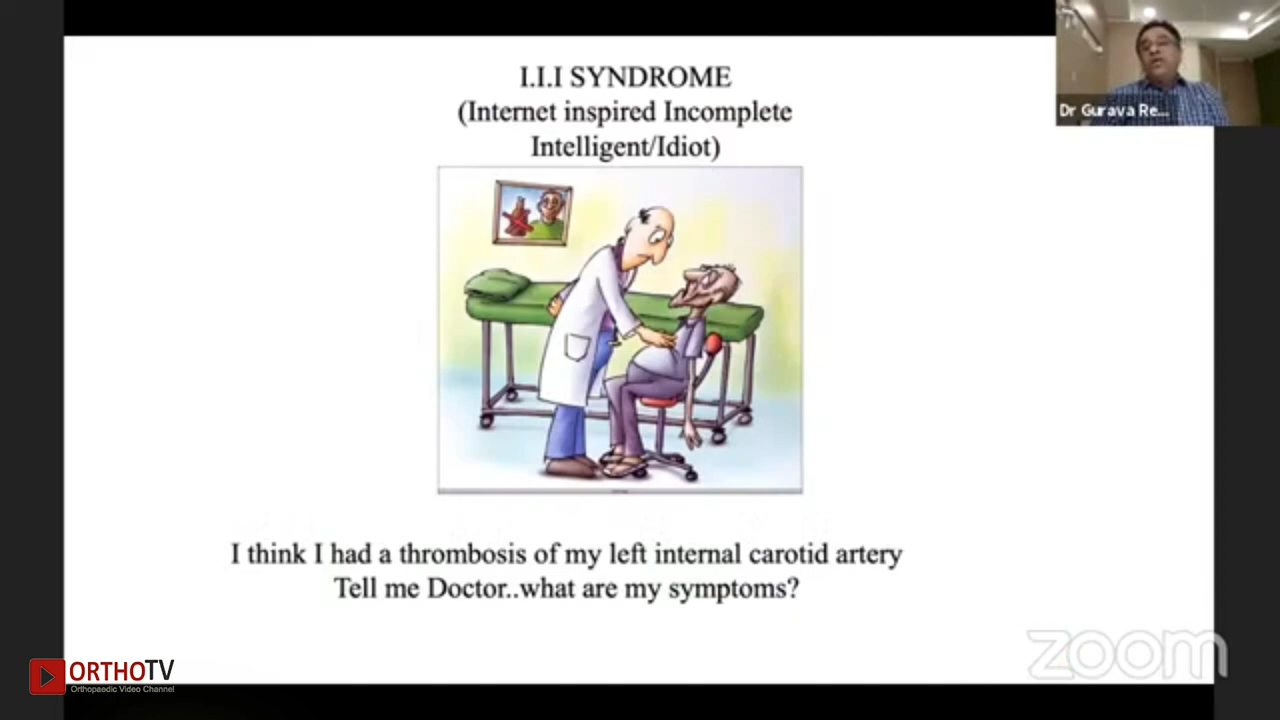 I.I.I SYNDROME
(Internet inspired Incomplete
Intelligent/Idiot)
Dr Gurava Re...
I think I had a thrombosis of my left internal carotid artery
Tell me Doctor..what are my symptoms?
zoom
ORTHOTV
Orthopaedic Video Channel